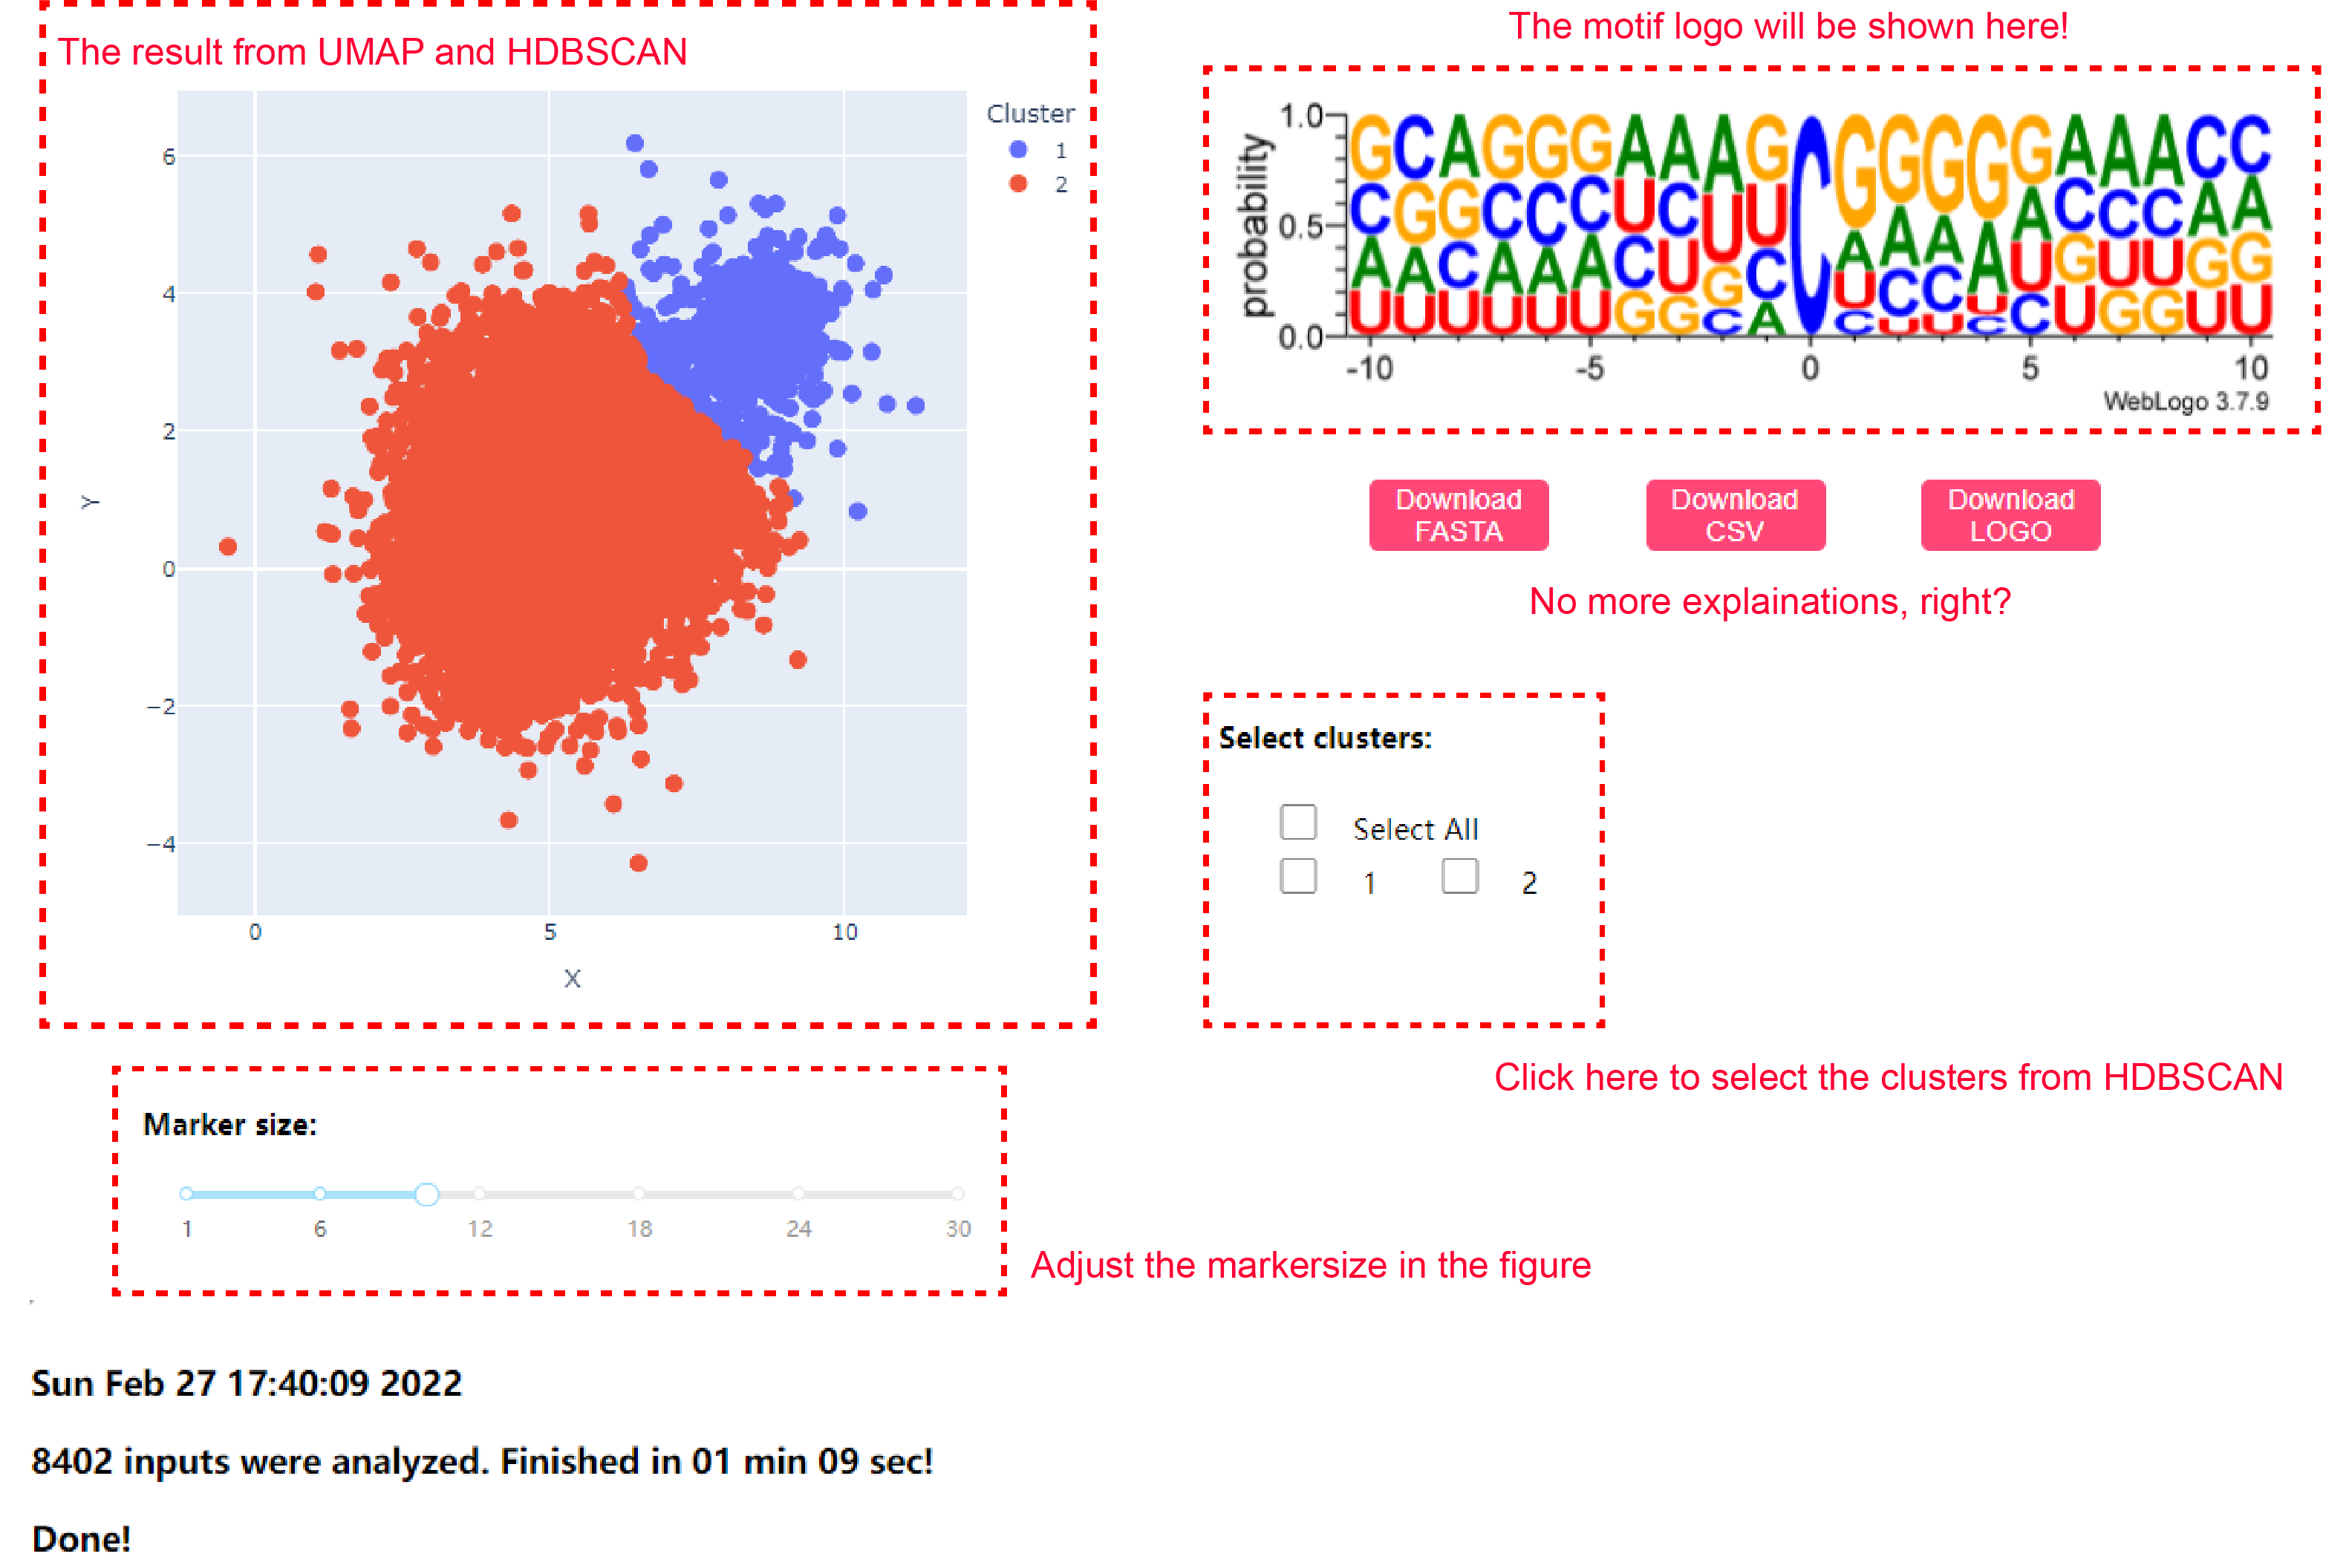 The result from UMAP and HDBSCAN
Cluster
1
2
6
4
2
0
−2
−4
Y
0 5 10
X
The motif logo will be shown here!
probability
1.0
0.5
0.0
GCAGGGAAAGCGGGGGAAACC
CGGCCCUCUUAAAAACCCAA
AACAAACUGCUCCUUGUUGG
UUUUUUGGCACUUCCUGGUU
-10 -5 0 5 10
WebLogo 3.7.9
Download FASTA
Download CSV
Download LOGO
No more explainations, right?
Select clusters:
Select All
1 2
Click here to select the clusters from HDBSCAN
Marker size:
1 6 12 18 24 30
Adjust the markersize in the figure
Sun Feb 27 17:40:09 2022
8402 inputs were analyzed. Finished in 01 min 09 sec!
Done!